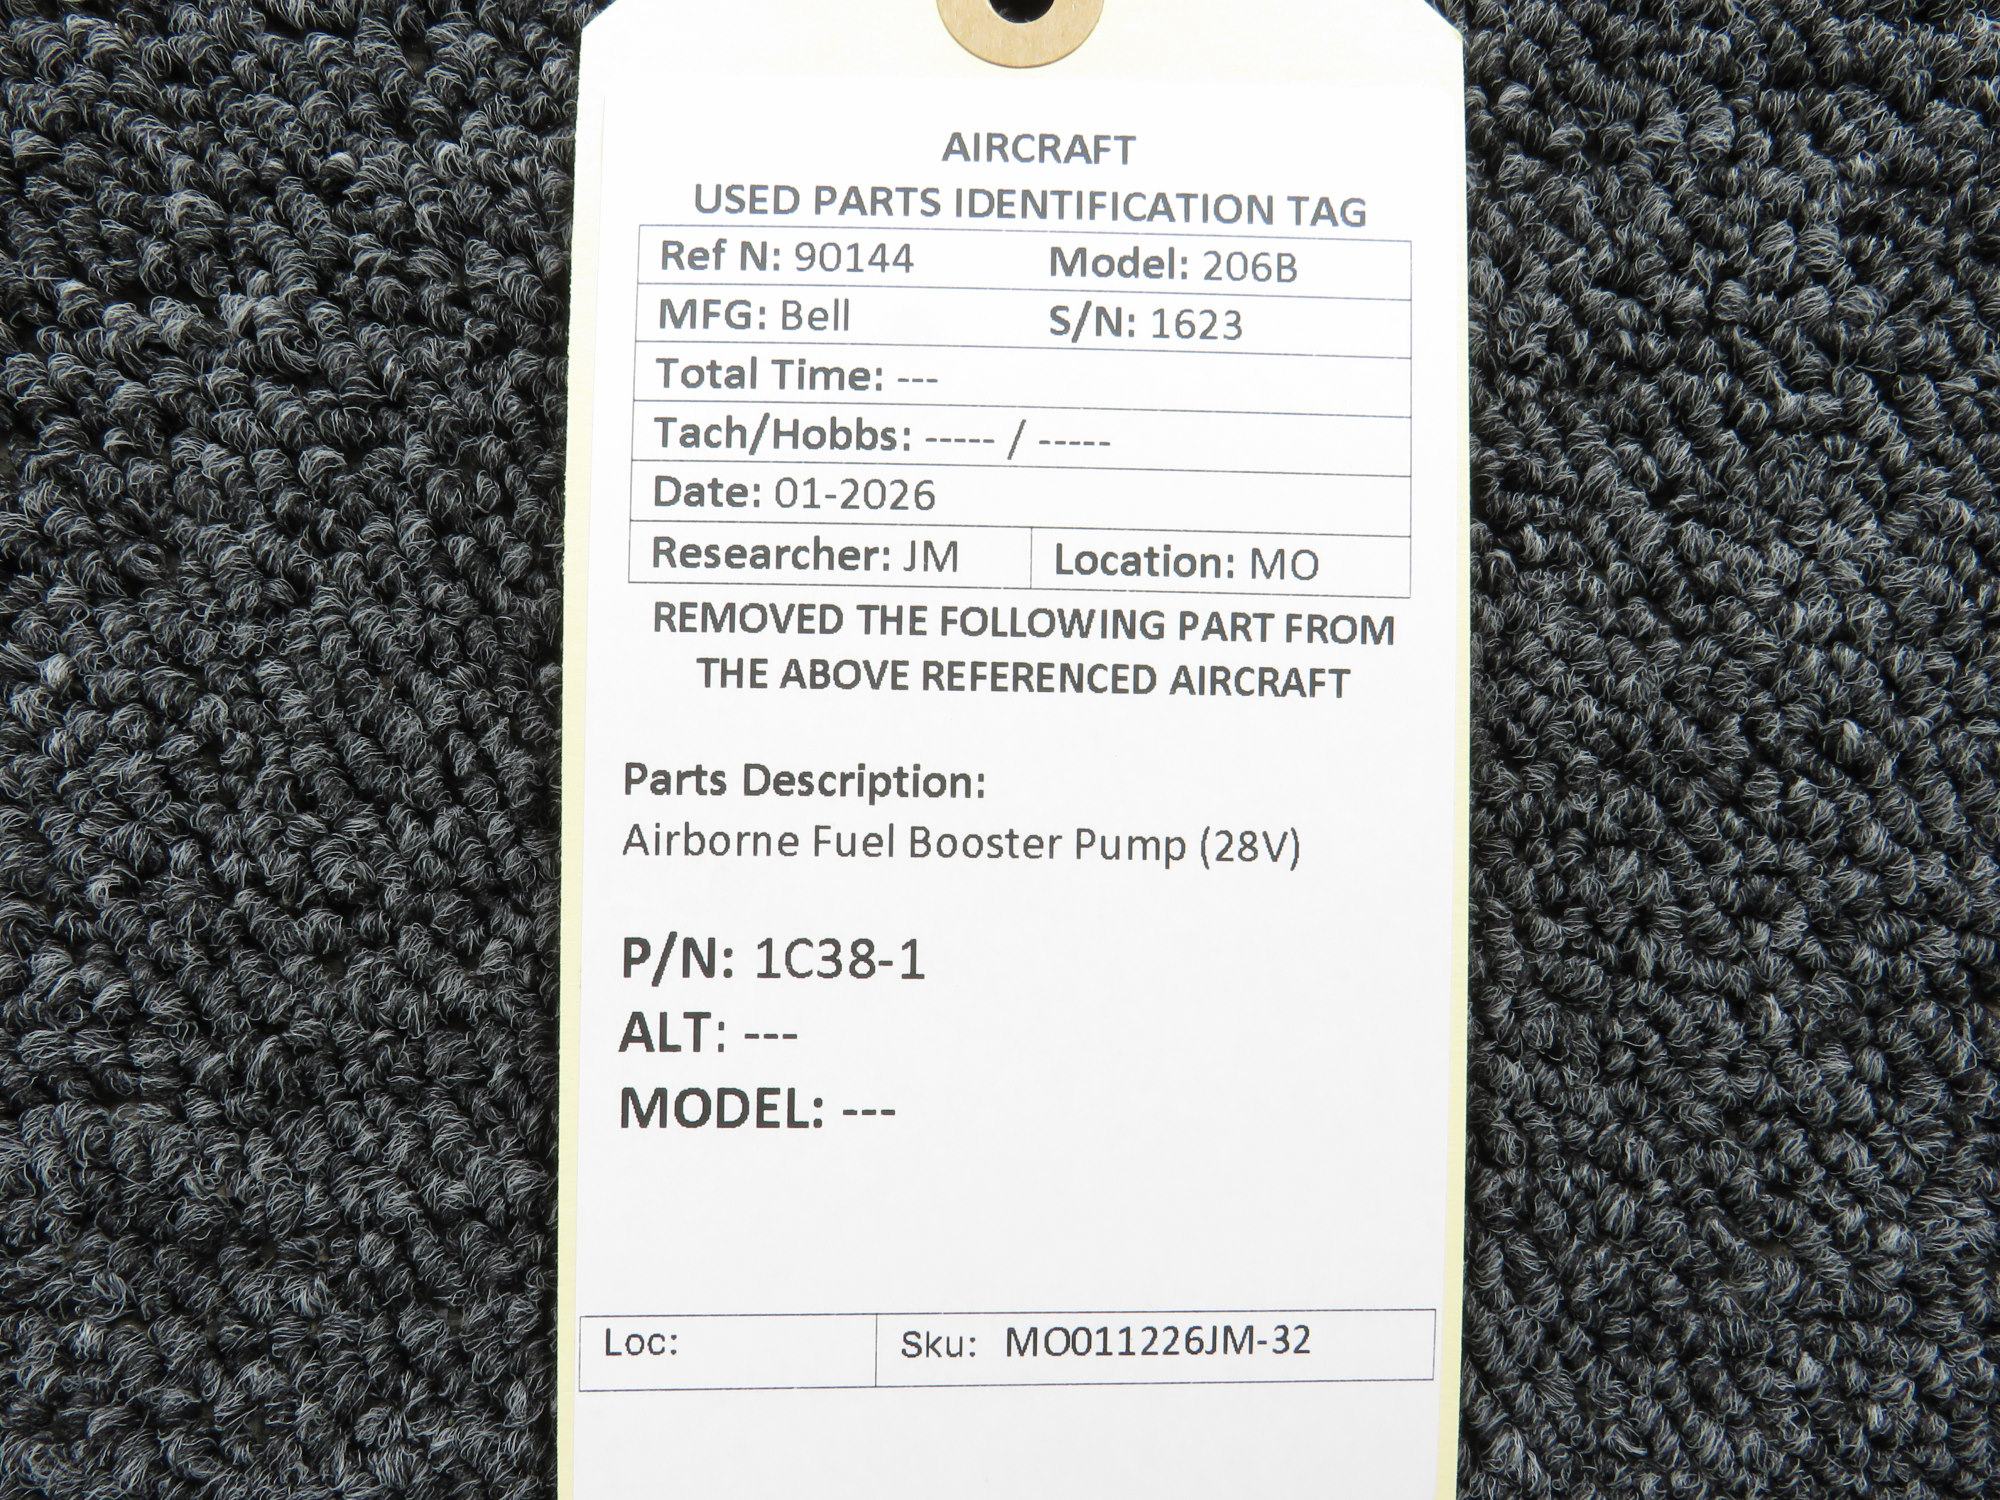 AIRCRAFT
USED PARTS IDENTIFICATION TAG
Ref N: 90144 Model: 206B
MFG: Bell S/N: 1623
Total Time: ---
Tach/Hobbs: ----- / -----
Date: 01-2026
Researcher: JM Location: MO
REMOVED THE FOLLOWING PART FROM
THE ABOVE REFERENCED AIRCRAFT
Parts Description:
Airborne Fuel Booster Pump (28V)
P/N: 1C38-1
ALT: ---
MODEL: ---
Loc: Sku: MO011226JM-32